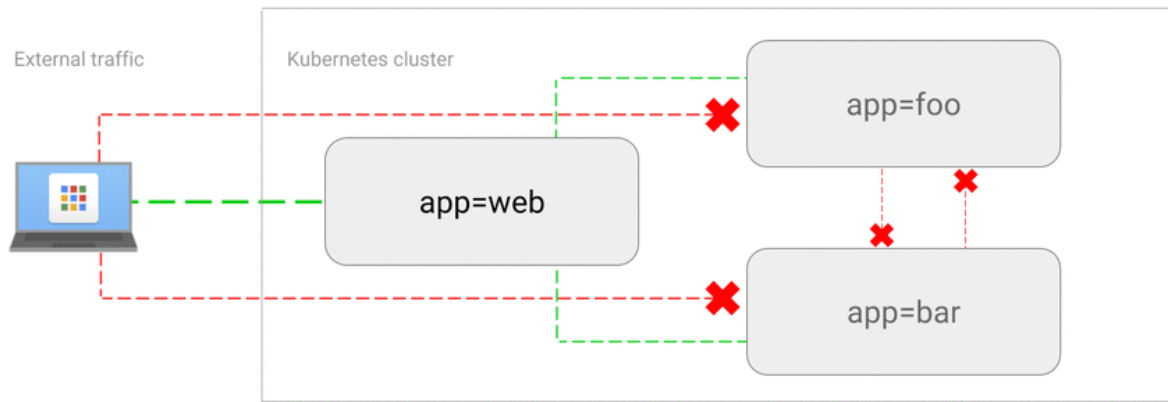 External traffic
Kubernetes cluster
app=foo
app=web
app=bar